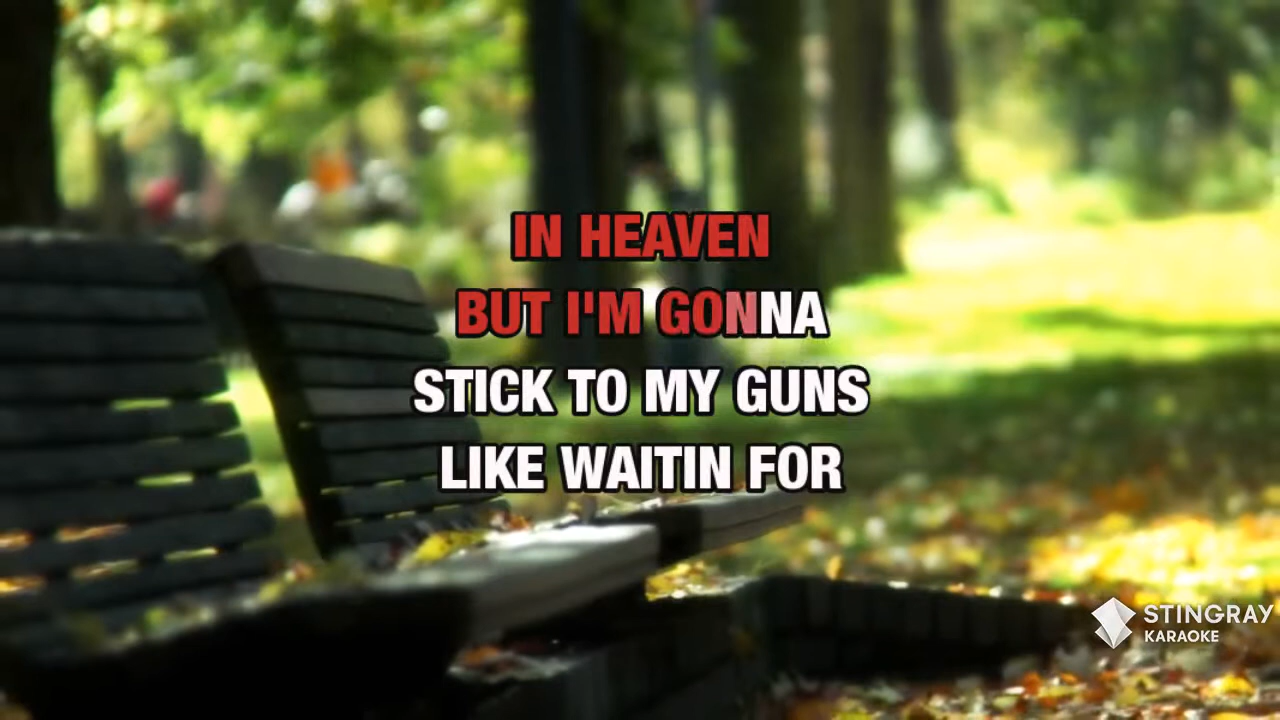 IN HEAVEN
BUT I'M GONNA
STICK TO MY GUNS
LIKE WAITIN FOR
STINGRAY
KARAOKE